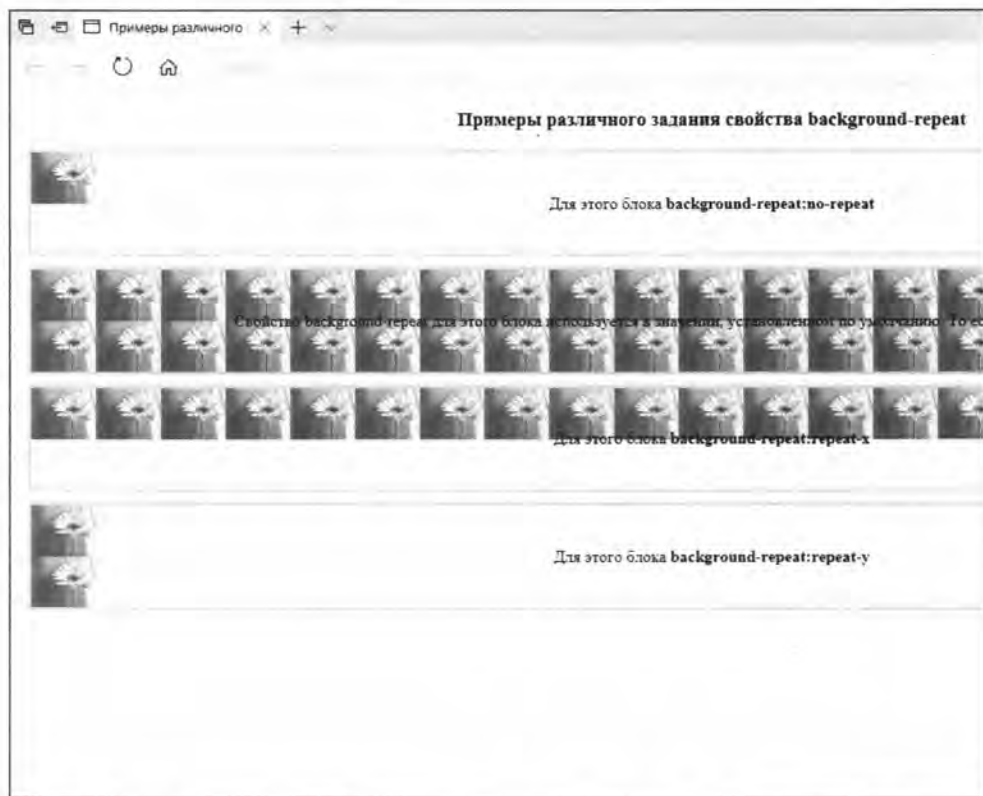 Примеры различного
Примеры различного задания свойства background-repeat
Для этого блока background-repeat:no-repeat
Свойство background-repeat для этого блока используется в значении, установленном по умолчанию. То ес
Для этого блока background-repeat:repeat-x
Для этого блока background-repeat:repeat-y